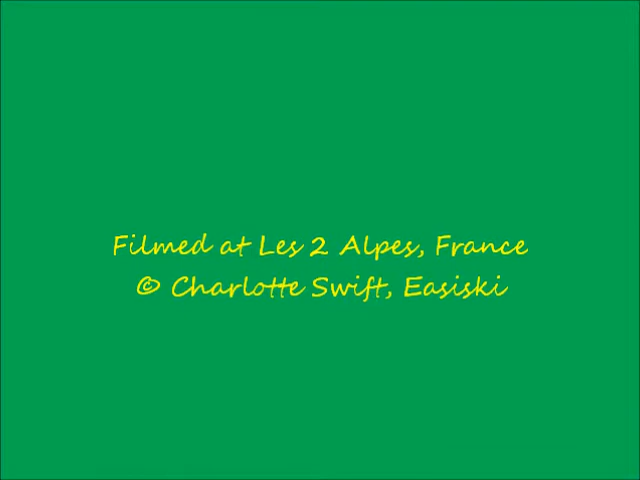 Filmed at Les 2 Alpes, France
© Charlotte Swift, Easiski